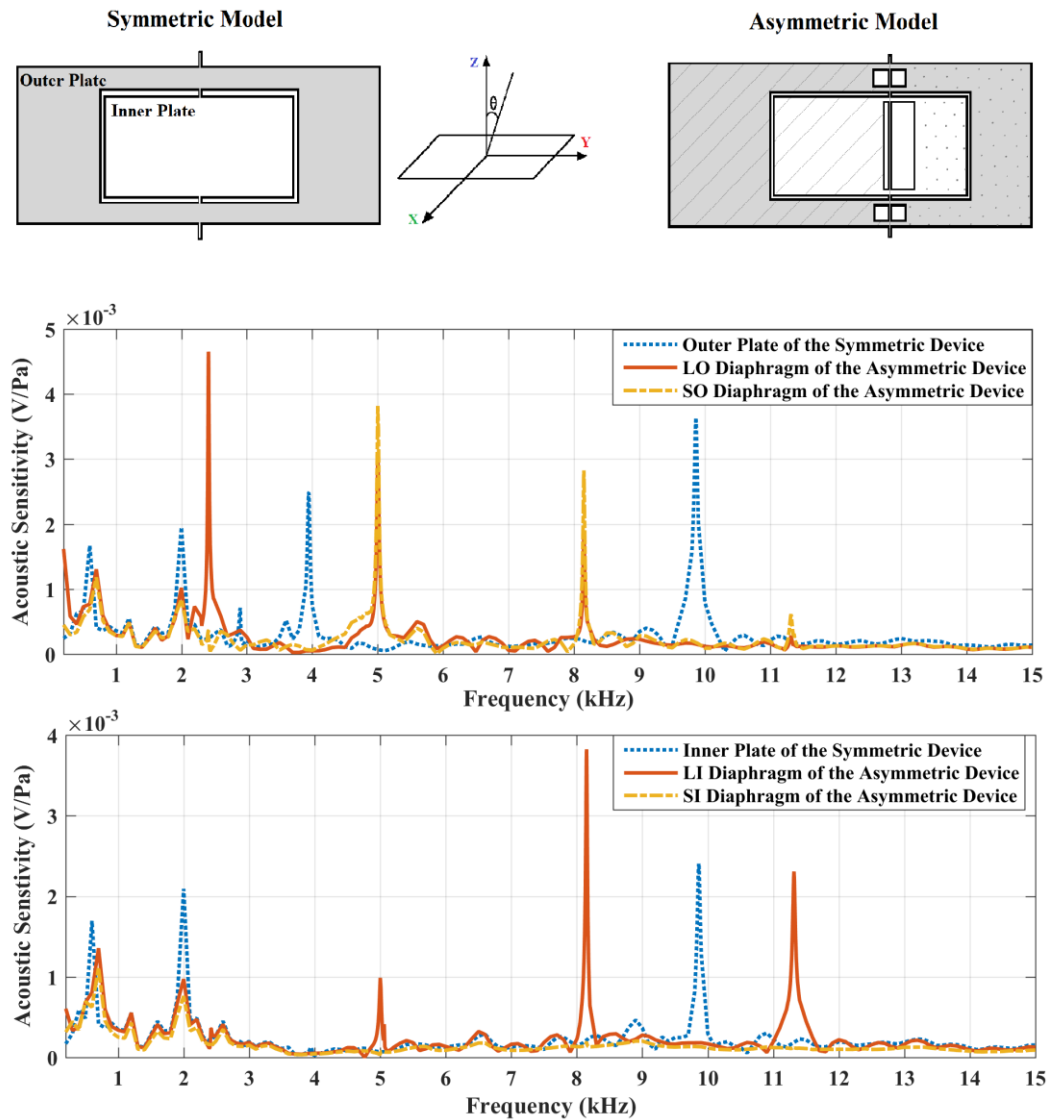 Symmetric Model
Asymmetric Model
Outer Plate
Inner Plate
Z
θ
Y
X
×10⁻³
5
4
3
2
1
0
Acoustic Sensitivity (V/Pa)
Outer Plate of the Symmetric Device
LO Diaphragm of the Asymmetric Device
SO Diaphragm of the Asymmetric Device
1 2 3 4 5 6 7 8 9 10 11 12 13 14 15
Frequency (kHz)
×10⁻³
4
3
2
1
0
Acoustic Senstivity (V/Pa)
Inner Plate of the Symmetric Device
LI Diaphragm of the Asymmetric Device
SI Diaphragm of the Asymmetric Device
1 2 3 4 5 6 7 8 9 10 11 12 13 14 15
Frequency (kHz)